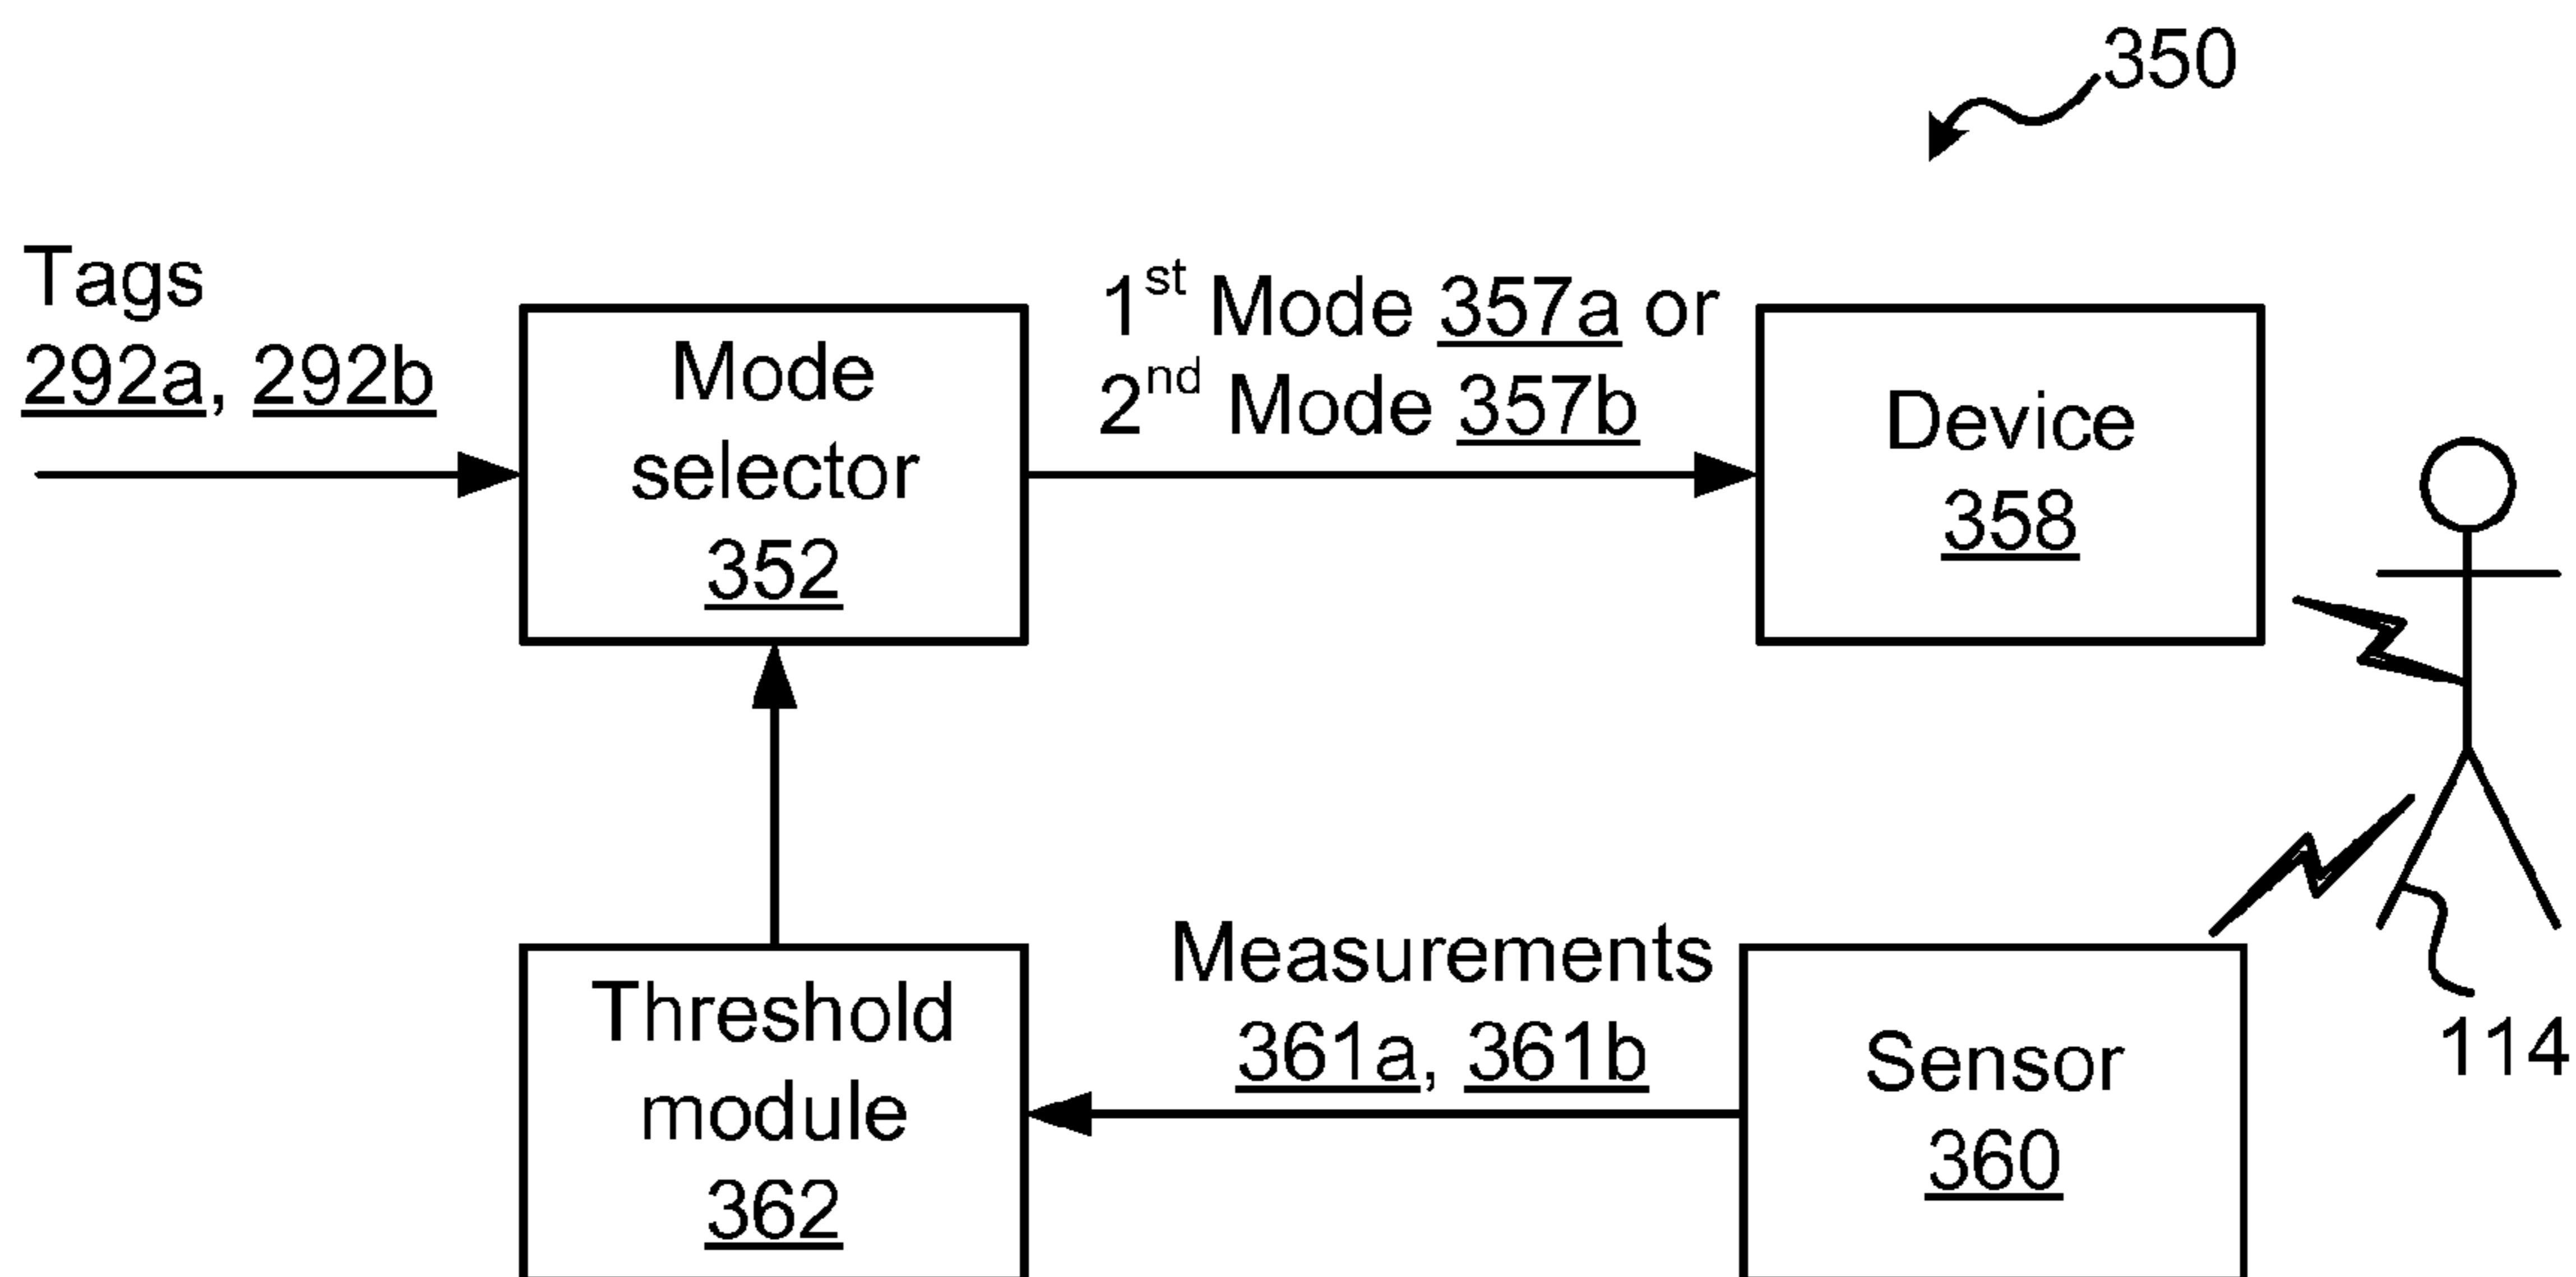 350
Tags
292a, 292b
Mode
selector
352
1st Mode 357a or
2nd Mode 357b
Device
358
Threshold
module
362
Measurements
361a, 361b
Sensor
360
114